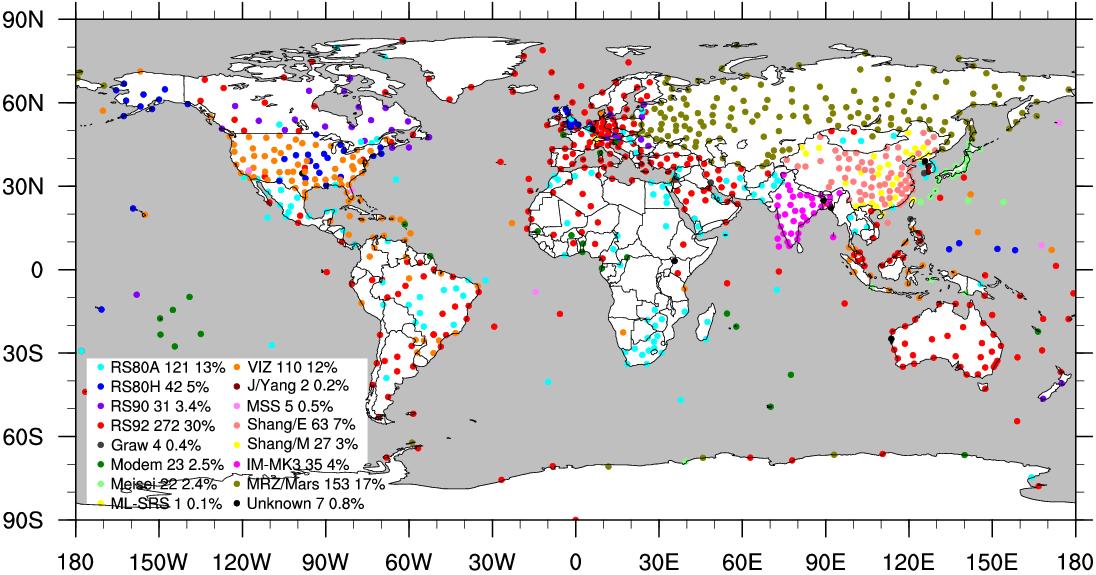 90N
60N
30N
0
30S
60S
90S
RS80A 121 13%
RS80H 42 5%
RS90 31 3.4%
RS92 272 30%
Graw 4 0.4%
Modem 23 2.5%
Meisei 22 2.4%
ML-SRS 1 0.1%
VIZ 110 12%
J/Yang 2 0.2%
MSS 5 0.5%
Shang/E 63 7%
Shang/M 27 3%
IM-MK3 35 4%
MRZ/Mars 153 17%
Unknown 7 0.8%
180 150W 120W 90W 60W 30W 0 30E 60E 90E 120E 150E 180